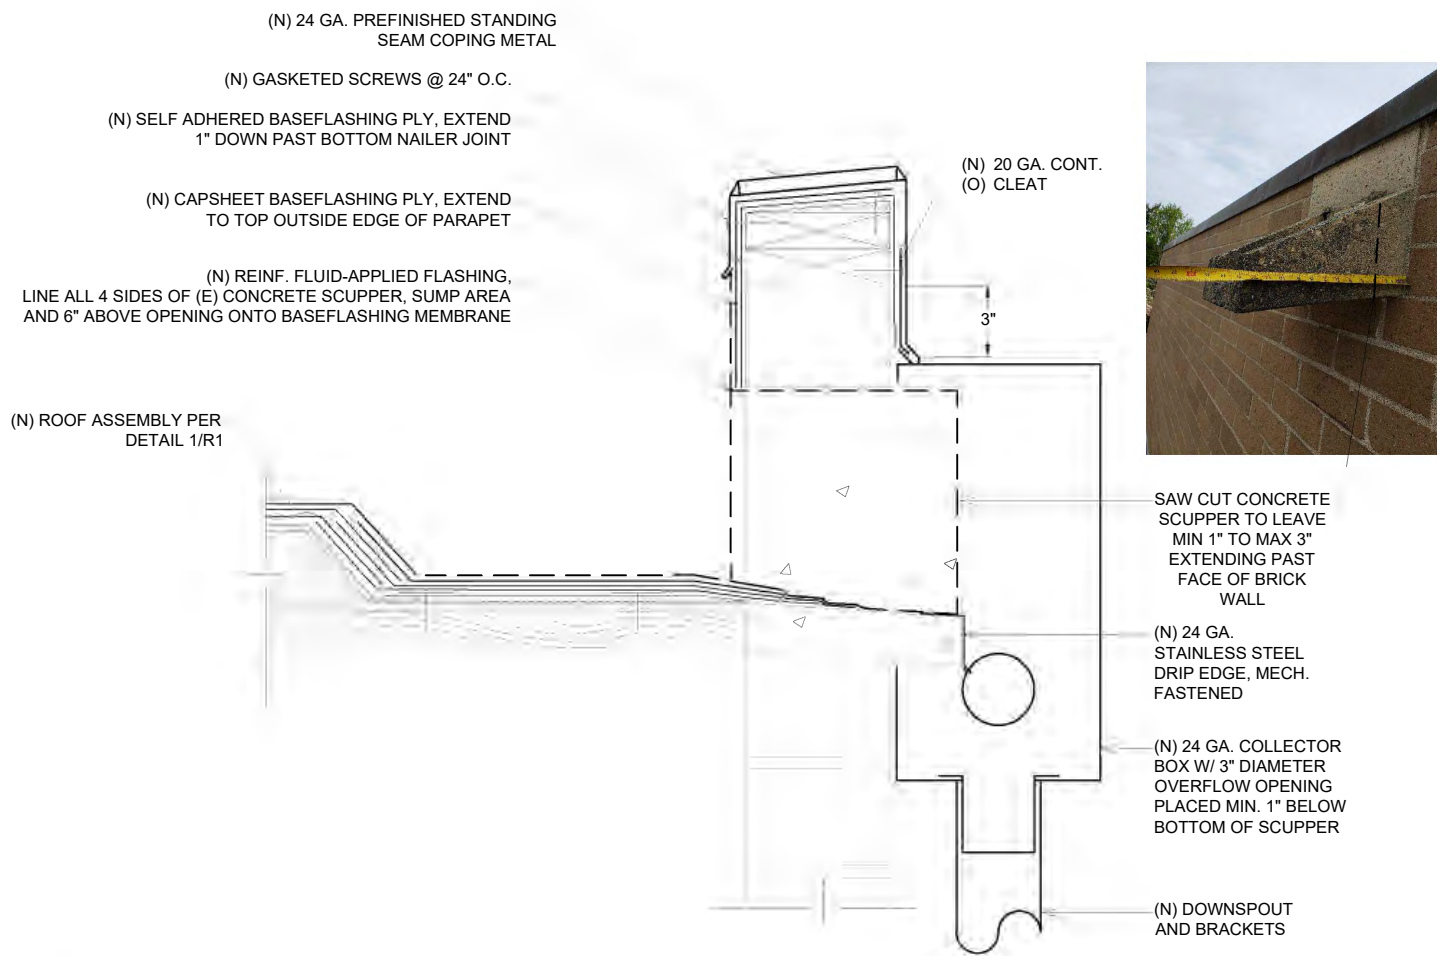 (N) 24 GA. PREFINISHED STANDING
SEAM COPING METAL
(N) GASKETED SCREWS @ 24" O.C.
(N) SELF ADHERED BASEFLASHING PLY, EXTEND
1" DOWN PAST BOTTOM NAILER JOINT
(N) CAPSHEET BASEFLASHING PLY, EXTEND
TO TOP OUTSIDE EDGE OF PARAPET
(N) REINF. FLUID-APPLIED FLASHING,
LINE ALL 4 SIDES OF (E) CONCRETE SCUPPER, SUMP AREA
AND 6" ABOVE OPENING ONTO BASEFLASHING MEMBRANE
(N) ROOF ASSEMBLY PER
DETAIL 1/R1
(N) 20 GA. CONT.
(O) CLEAT
3"
SAW CUT CONCRETE
SCUPPER TO LEAVE
MIN 1" TO MAX 3"
EXTENDING PAST
FACE OF BRICK
WALL
(N) 24 GA.
STAINLESS STEEL
DRIP EDGE, MECH.
FASTENED
(N) 24 GA. COLLECTOR
BOX W/ 3" DIAMETER
OVERFLOW OPENING
PLACED MIN. 1" BELOW
BOTTOM OF SCUPPER
(N) DOWNSPOUT
AND BRACKETS